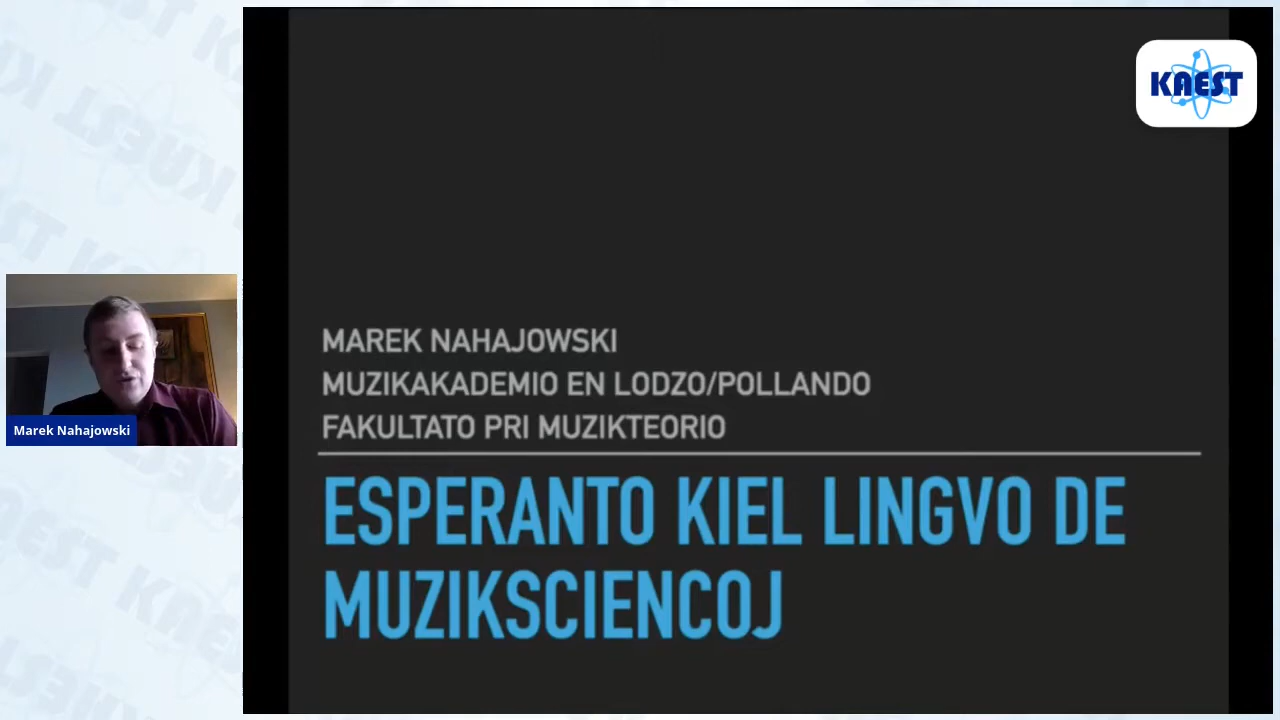 KAEST
MAREK NAHAJOWSKI
MUZIKAKADEMIO EN LODZO/POLLANDO
FAKULTATO PRI MUZIKTEORIO
ESPERANTO KIEL LINGVO DE
MUZIKSCIENCOJ
Marek Nahajowski